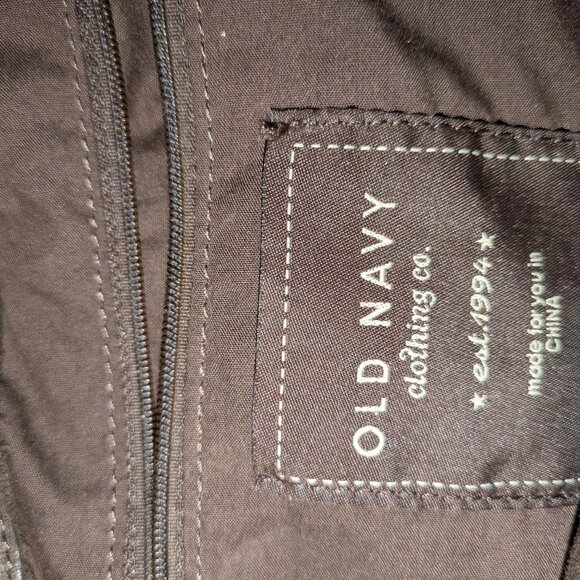 OLD NAVY
clothing co.
★ est.1994 ★
made for you in
CHINA